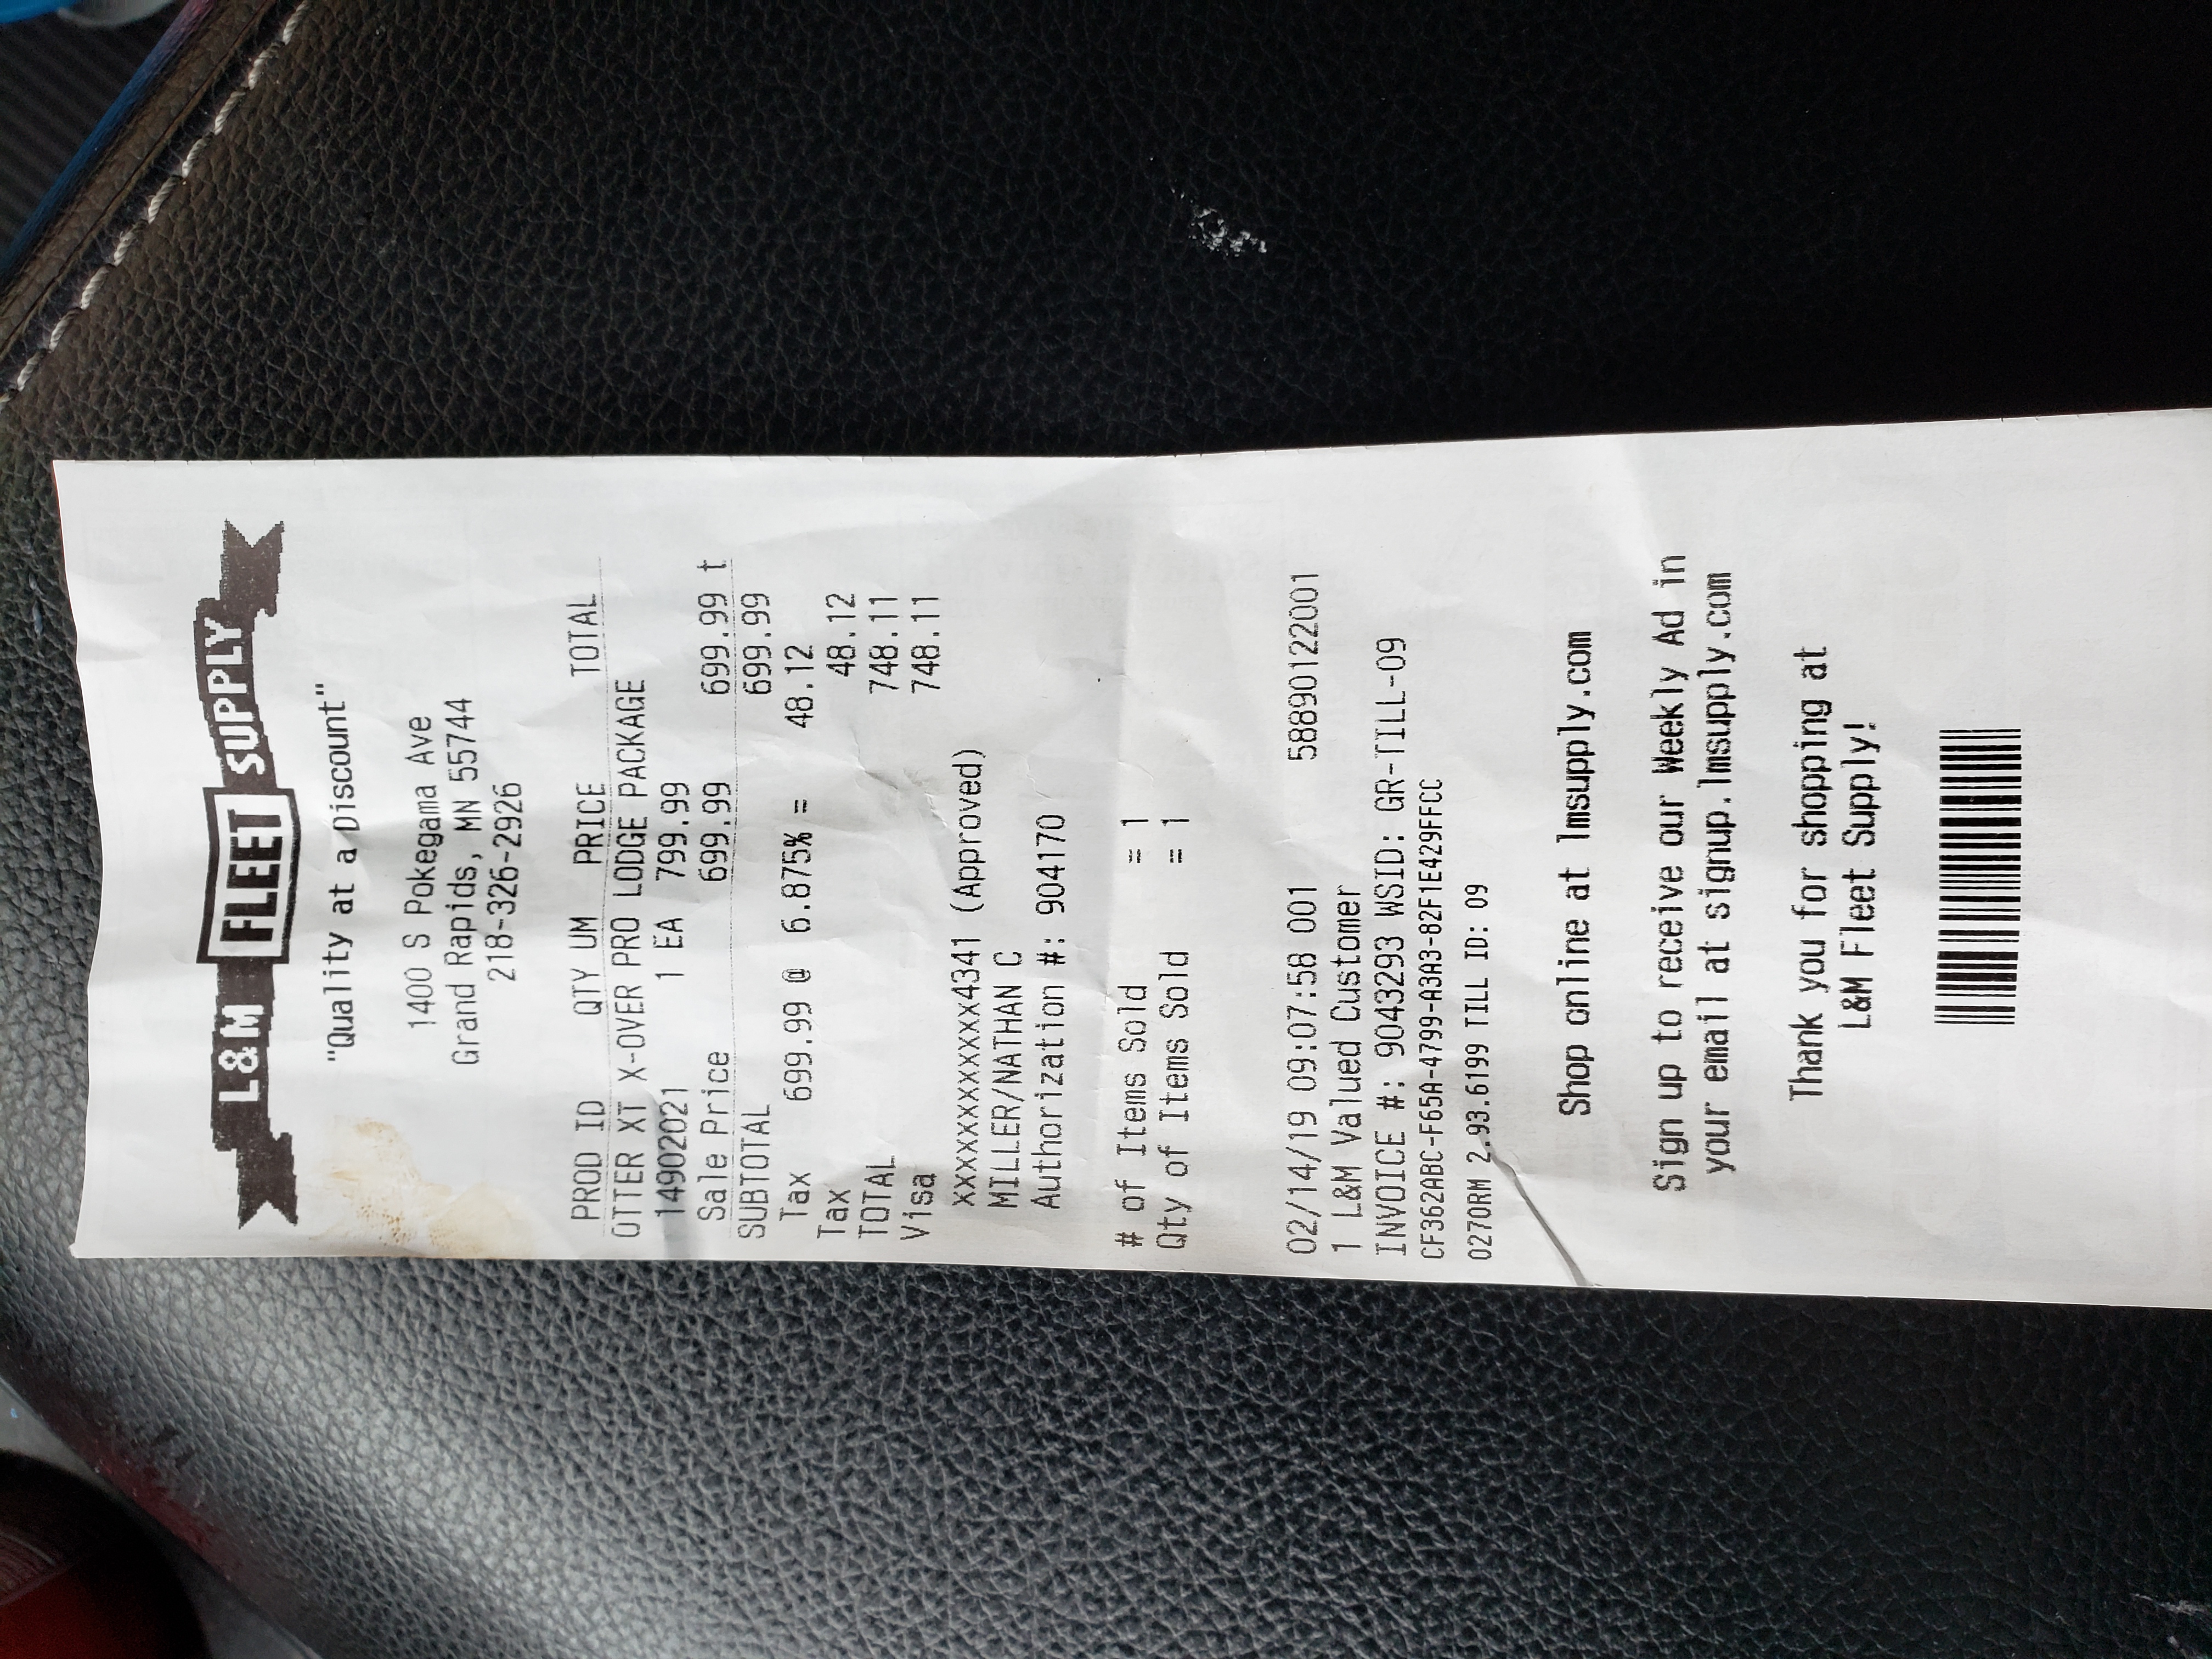 L&M FLEET SUPPLY
"Quality at a Discount"
1400 S Pokegama Ave
Grand Rapids, MN 55744
218-326-2926
PROD ID QTY UM PRICE TOTAL
OTTER XT X-OVER PRO LODGE PACKAGE
14902021 1 EA 799.99
Sale Price 699.99 699.99 t
SUBTOTAL 699.99
Tax 699.99 @ 6.875% = 48.12
Tax 48.12
TOTAL 748.11
Visa 748.11
xxxxxxxxxxxx4341 (Approved)
MILLER/NATHAN C
Authorization #: 904170
# of Items Sold = 1
Qty of Items Sold = 1
02/14/19 09:07:58 001 58890122001
1 L&M Valued Customer
INVOICE #: 9043293 WSID: GR-TILL-09
CF362ABC-F65A-4799-A3A3-82F1E429FFCC
027ORM 2.93.6199 TILL ID: 09
Shop online at lmsupply.com
Sign up to receive our Weekly Ad in
your email at signup.lmsupply.com
Thank you for shopping at
L&M Fleet Supply!